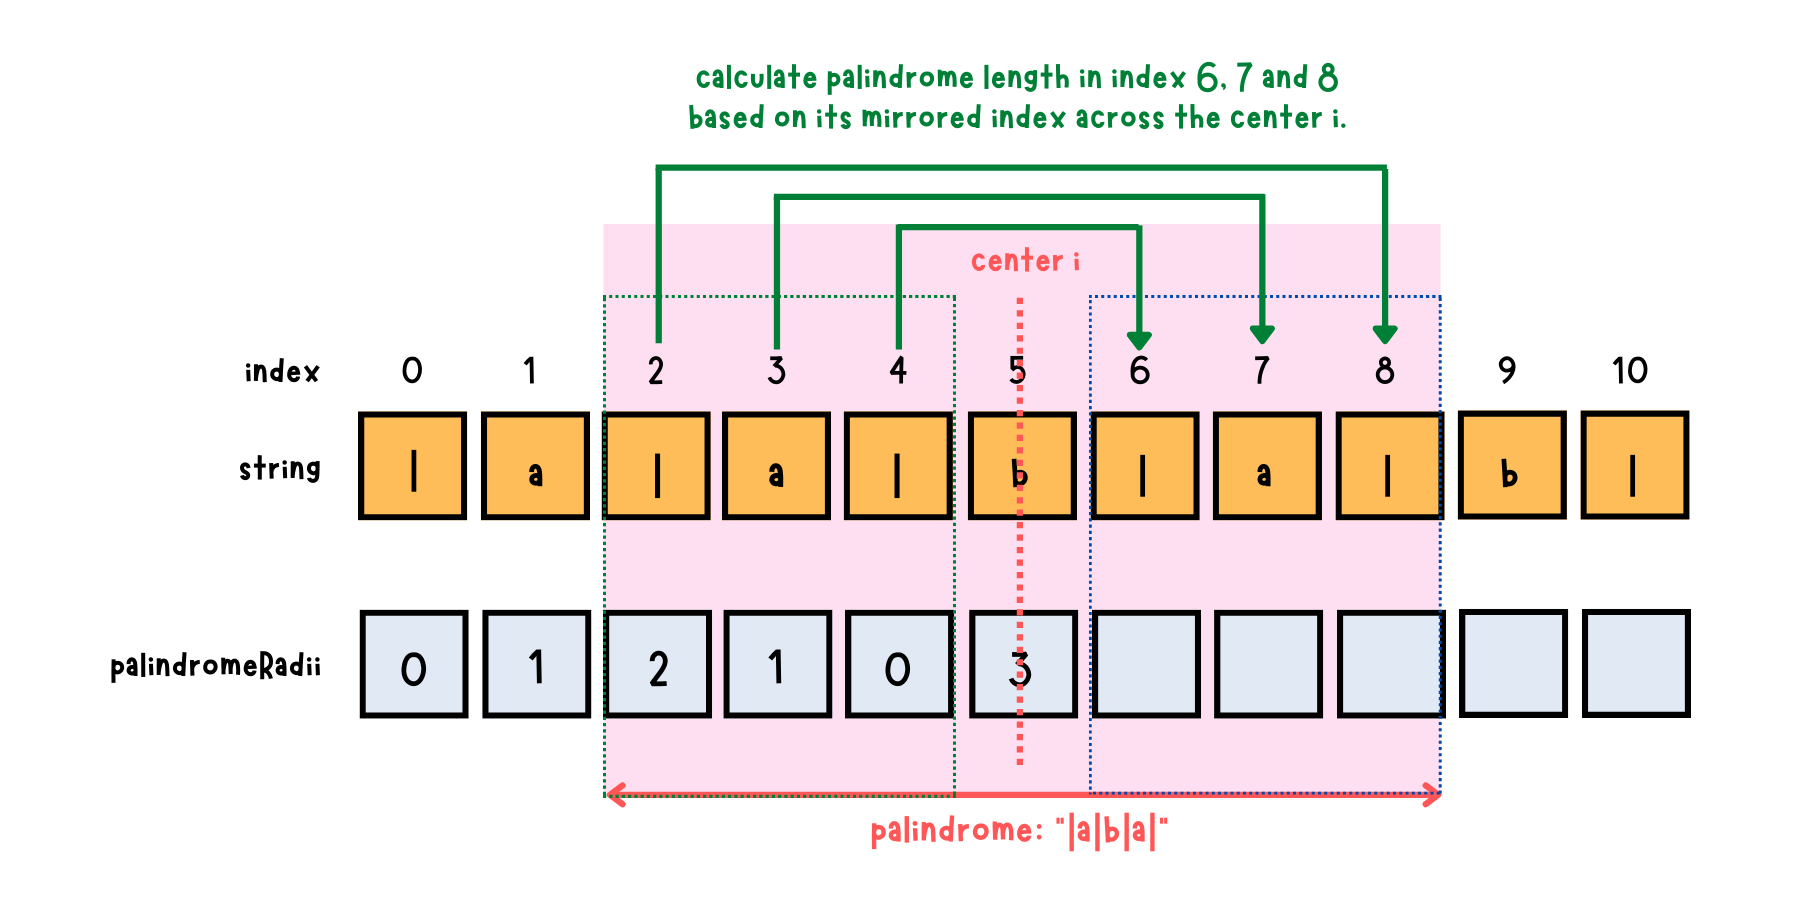 calculate palindrome length in index 6, 7 and 8
based on its mirrored index across the center i.
center i
index 0 1 2 3 4 5 6 7 8 9 10
string | a | a | b | a | b |
palindromeRadii 0 1 2 1 0 3
palindrome: "|a|b|a|"